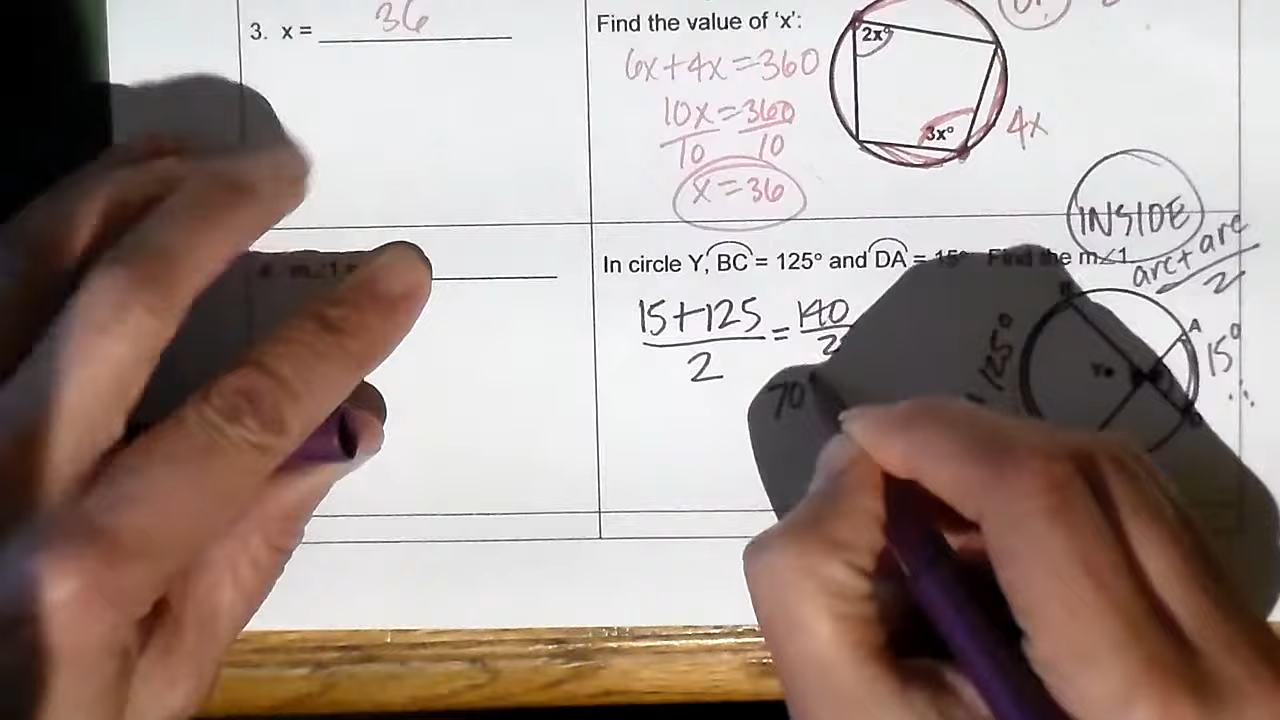 3. x = 36
Find the value of ‘x’:
6x+4x=360
10x=360
10 10
x=36
2x°
3x°
4x
INSIDE
In circle Y, BC = 125° and DA = 15° Find the m∠1.
arc+arc
2
15+125 = 140
2 2
70°
125°
A
15°
Y